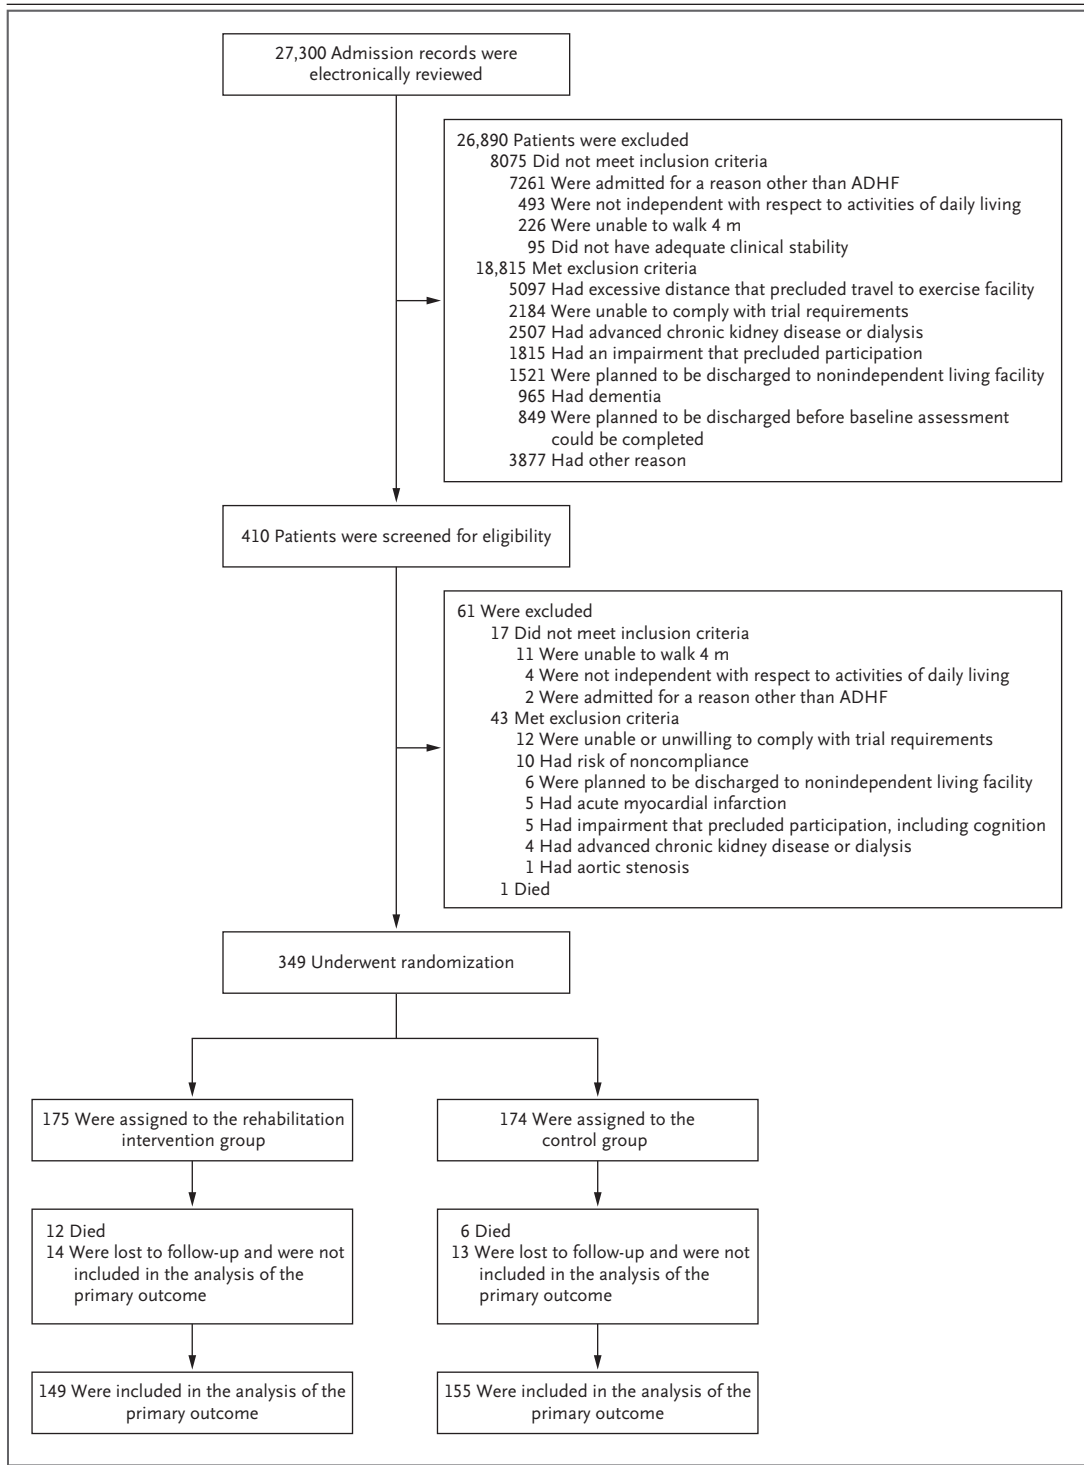 27,300 Admission records were
electronically reviewed
26,890 Patients were excluded
8075 Did not meet inclusion criteria
7261 Were admitted for a reason other than ADHF
493 Were not independent with respect to activities of daily living
226 Were unable to walk 4 m
95 Did not have adequate clinical stability
18,815 Met exclusion criteria
5097 Had excessive distance that precluded travel to exercise facility
2184 Were unable to comply with trial requirements
2507 Had advanced chronic kidney disease or dialysis
1815 Had an impairment that precluded participation
1521 Were planned to be discharged to nonindependent living facility
965 Had dementia
849 Were planned to be discharged before baseline assessment
could be completed
3877 Had other reason
410 Patients were screened for eligibility
61 Were excluded
17 Did not meet inclusion criteria
11 Were unable to walk 4 m
4 Were not independent with respect to activities of daily living
2 Were admitted for a reason other than ADHF
43 Met exclusion criteria
12 Were unable or unwilling to comply with trial requirements
10 Had risk of noncompliance
6 Were planned to be discharged to nonindependent living facility
5 Had acute myocardial infarction
5 Had impairment that precluded participation, including cognition
4 Had advanced chronic kidney disease or dialysis
1 Had aortic stenosis
1 Died
349 Underwent randomization
175 Were assigned to the rehabilitation
intervention group
174 Were assigned to the
control group
12 Died
14 Were lost to follow-up and were not
included in the analysis of the
primary outcome
6 Died
13 Were lost to follow-up and were not
included in the analysis of the
primary outcome
149 Were included in the analysis of the
primary outcome
155 Were included in the analysis of the
primary outcome